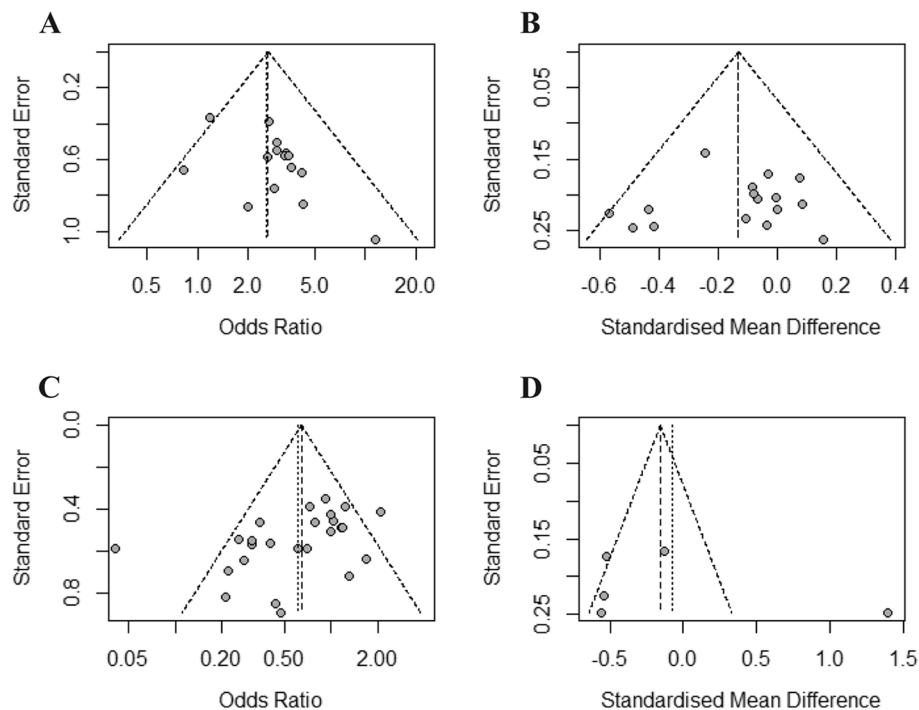 A
Standard Error
0.2
0.6
1.0
0.5 1.0 2.0 5.0 20.0
Odds Ratio
B
Standard Error
0.05
0.15
0.25
-0.6 -0.4 -0.2 0.0 0.2 0.4
Standardised Mean Difference
C
Standard Error
0.0
0.4
0.8
0.05 0.20 0.50 2.00
Odds Ratio
D
Standard Error
0.05
0.15
0.25
-0.5 0.0 0.5 1.0 1.5
Standardised Mean Difference